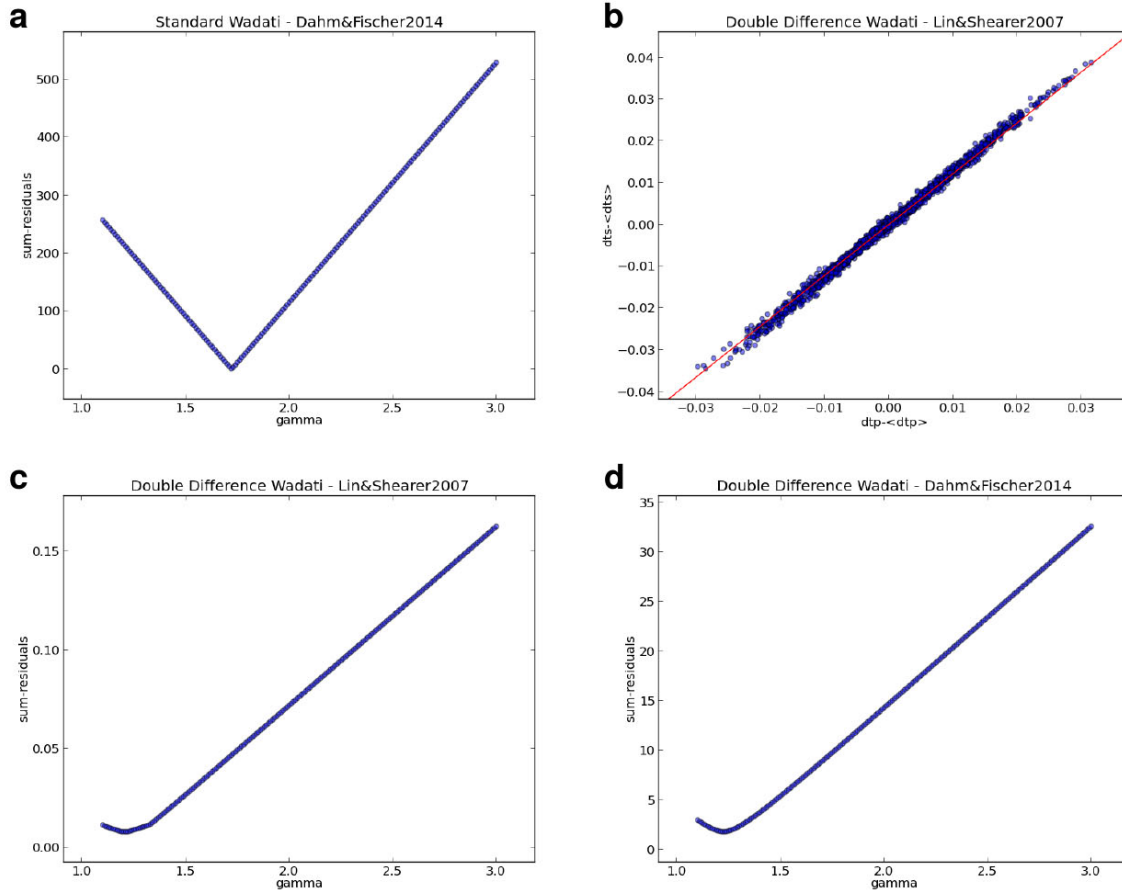 a
Standard Wadati - Dahm&Fischer2014
500
400
300
200
100
0
sum-residuals
1.0 1.5 2.0 2.5 3.0
gamma
b
Double Difference Wadati - Lin&Shearer2007
0.04
0.03
0.02
0.01
0.00
−0.01
−0.02
−0.03
−0.04
dts-<dts>
−0.03 −0.02 −0.01 0.00 0.01 0.02 0.03
dtp-<dtp>
c
Double Difference Wadati - Lin&Shearer2007
0.15
0.10
0.05
0.00
sum-residuals
1.0 1.5 2.0 2.5 3.0
gamma
d
Double Difference Wadati - Dahm&Fischer2014
35
30
25
20
15
10
5
0
sum-residuals
1.0 1.5 2.0 2.5 3.0
gamma